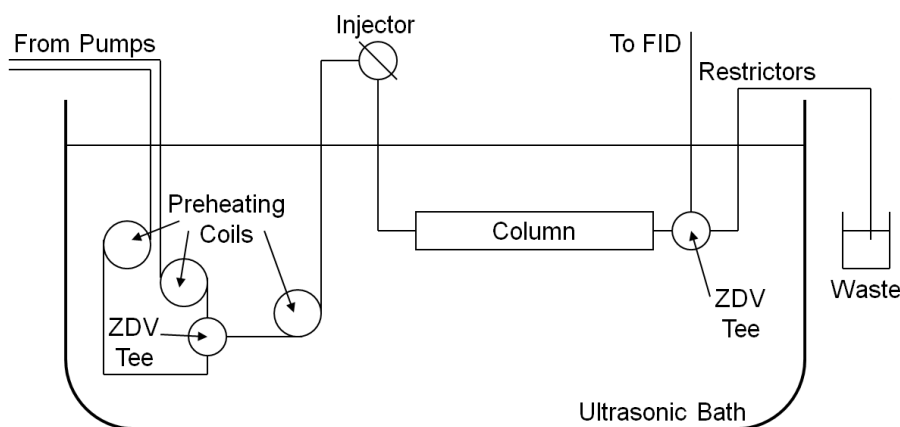 Injector
From Pumps
To FID
Restrictors
Preheating
Coils
Column
ZDV
Tee
ZDV
Tee
Waste
Ultrasonic Bath